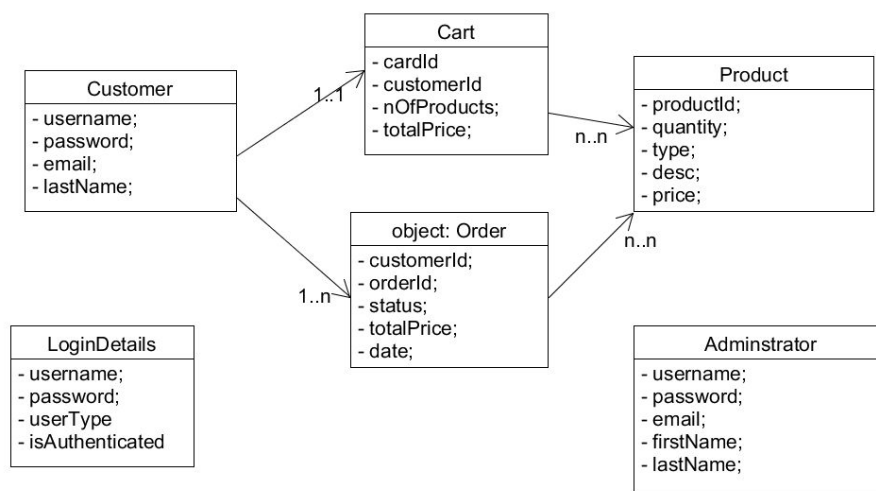 Customer
- username;
- password;
- email;
- lastName;
Cart
- cardId
- customerId
- nOfProducts;
- totalPrice;
Product
- productId;
- quantity;
- type;
- desc;
- price;
1..1
n..n
object: Order
- customerId;
- orderId;
- status;
- totalPrice;
- date;
1..n
n..n
LoginDetails
- username;
- password;
- userType
- isAuthenticated
Adminstrator
- username;
- password;
- email;
- firstName;
- lastName;